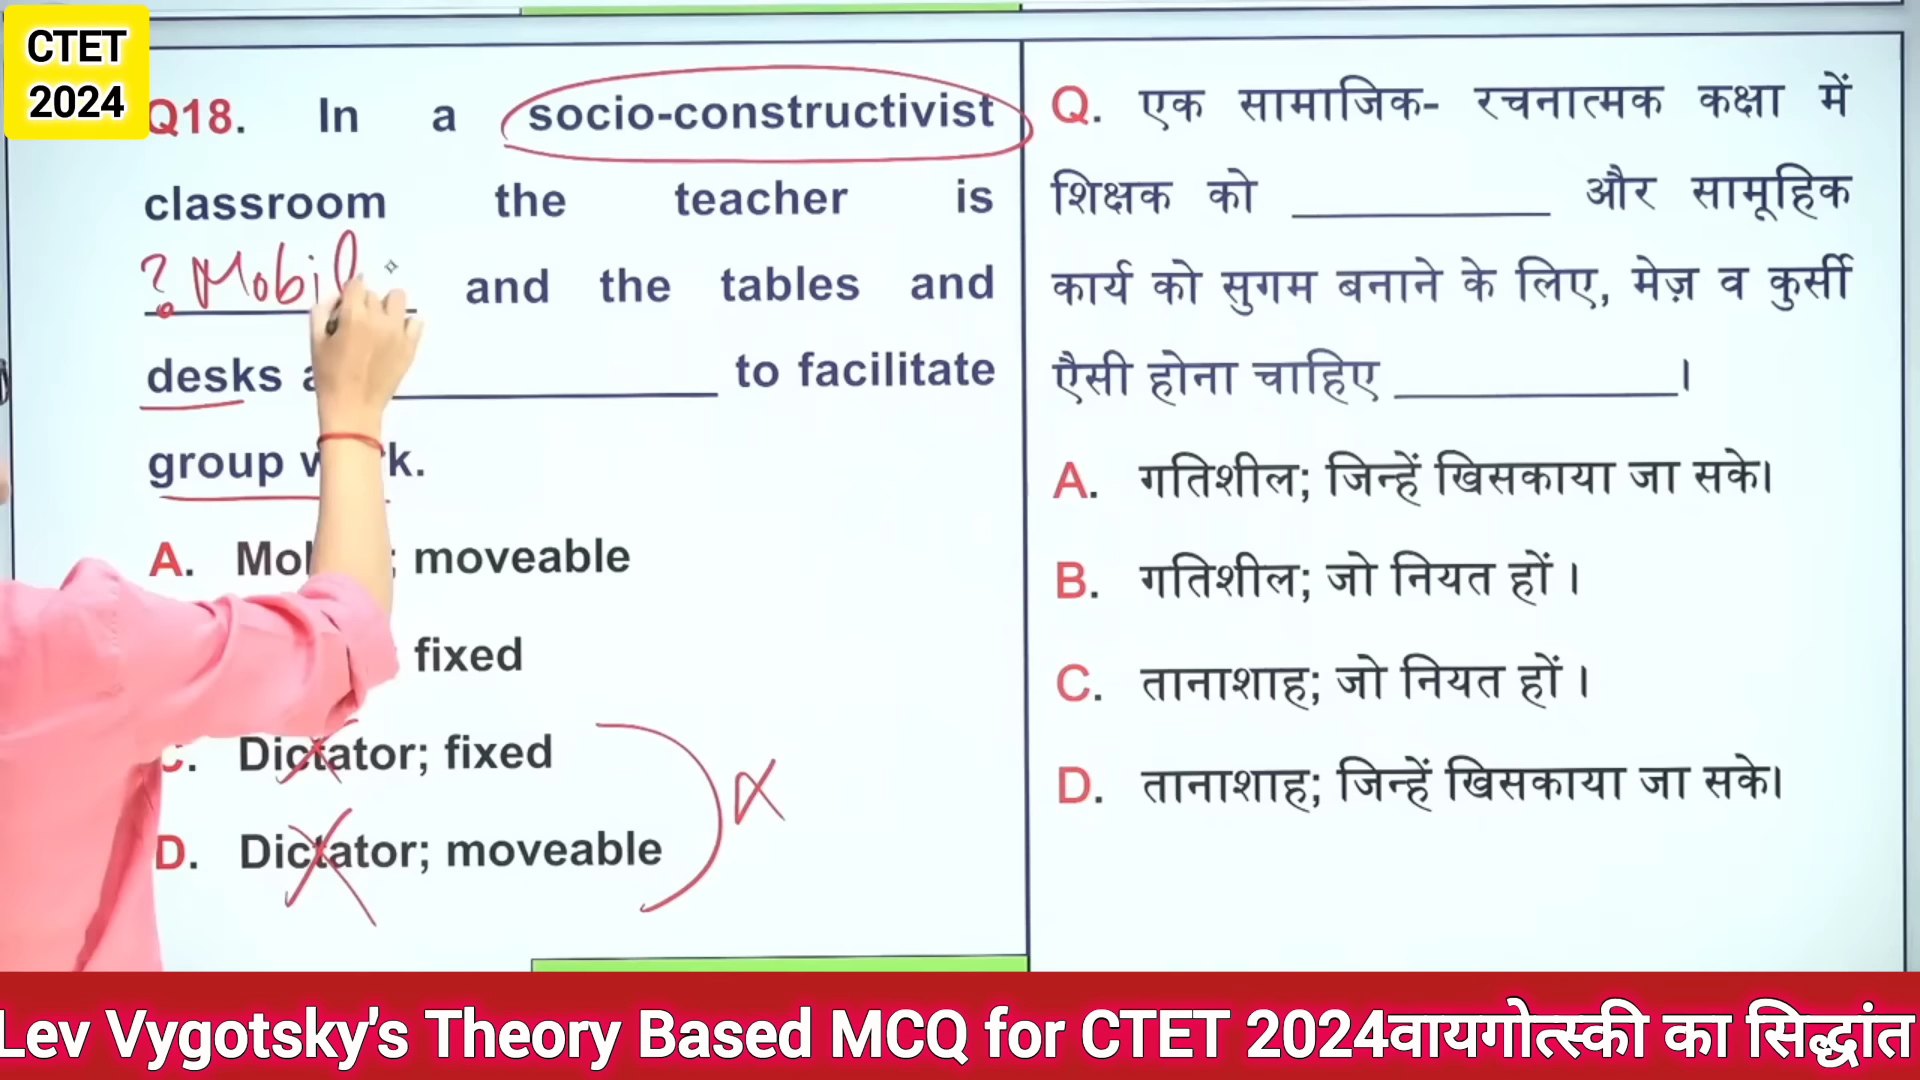 CTET
2024
Q18. In a socio-constructivist
classroom the teacher is
? Mobil and the tables and
desks to facilitate
group
A. ; moveable
fixed
C. Dictator; fixed
D. Dictator; moveable
Q. एक सामाजिक- रचनात्मक कक्षा में
शिक्षक को __________ और सामूहिक
कार्य को सुगम बनाने के लिए, मेज़ व कुर्सी
एैसी होना चाहिए __________।
A. गतिशील; जिन्हें खिसकाया जा सके।
B. गतिशील; जो नियत हों ।
C. तानाशाह; जो नियत हों ।
D. तानाशाह; जिन्हें खिसकाया जा सके।
Lev Vygotsky's Theory Based MCQ for CTET 2024वायगोत्स्की का सिद्धांत